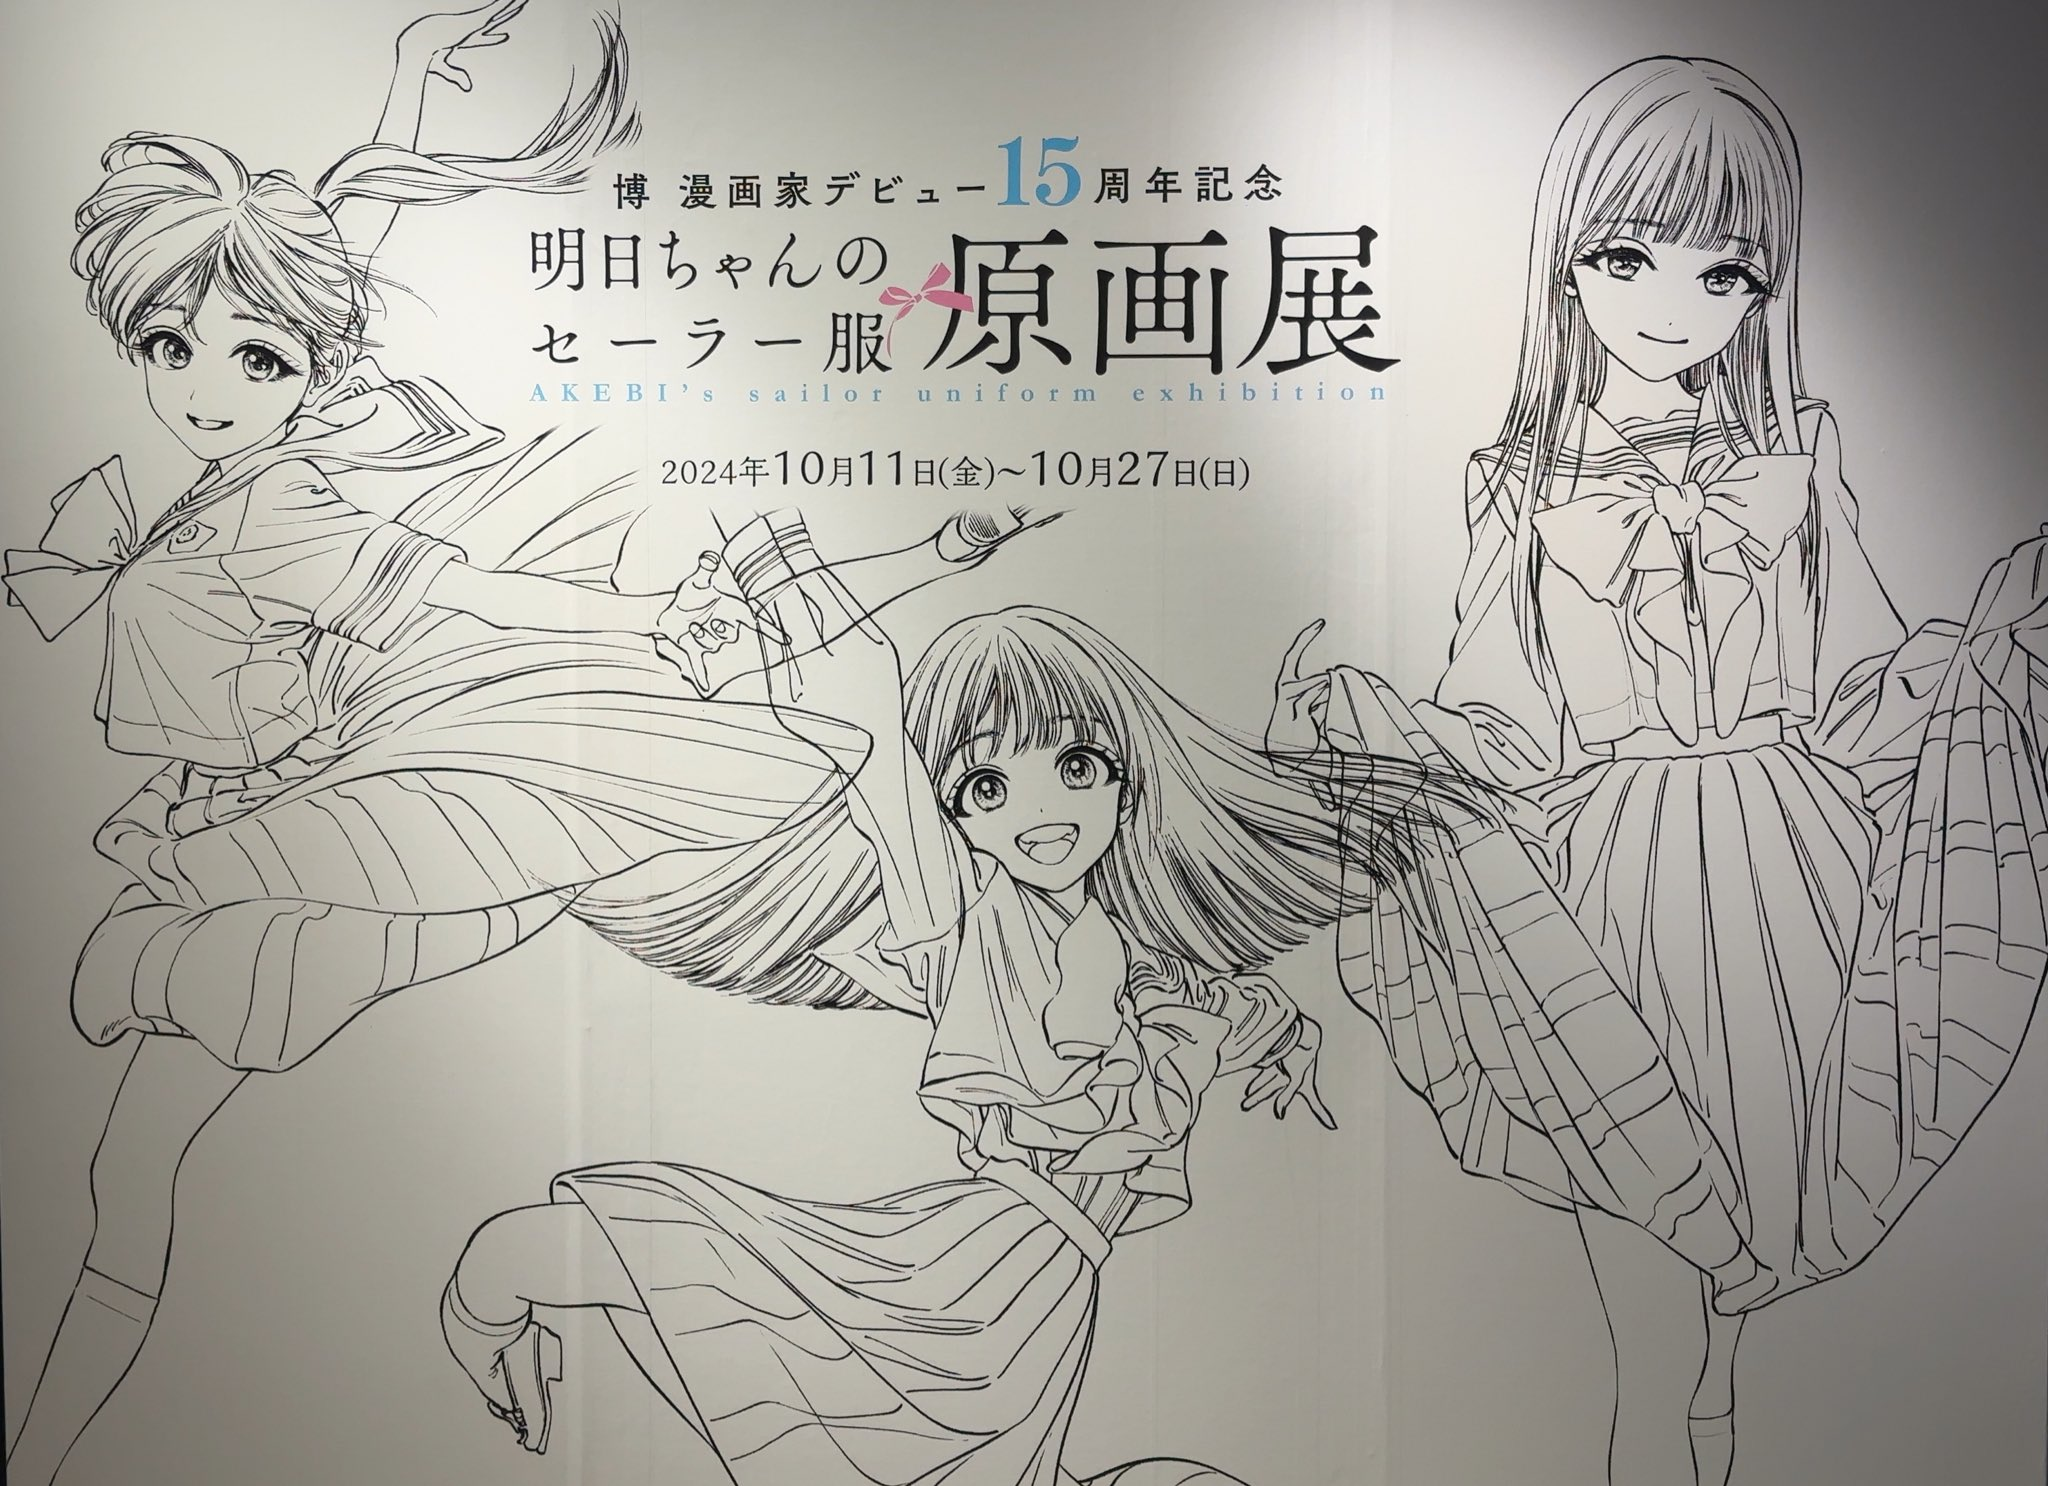 博 漫画家デビュー15周年記念
明日ちゃんの
セーラー服
原画展
AKEBI's sailor uniform exhibition
2024年10月11日(金)～10月27日(日)